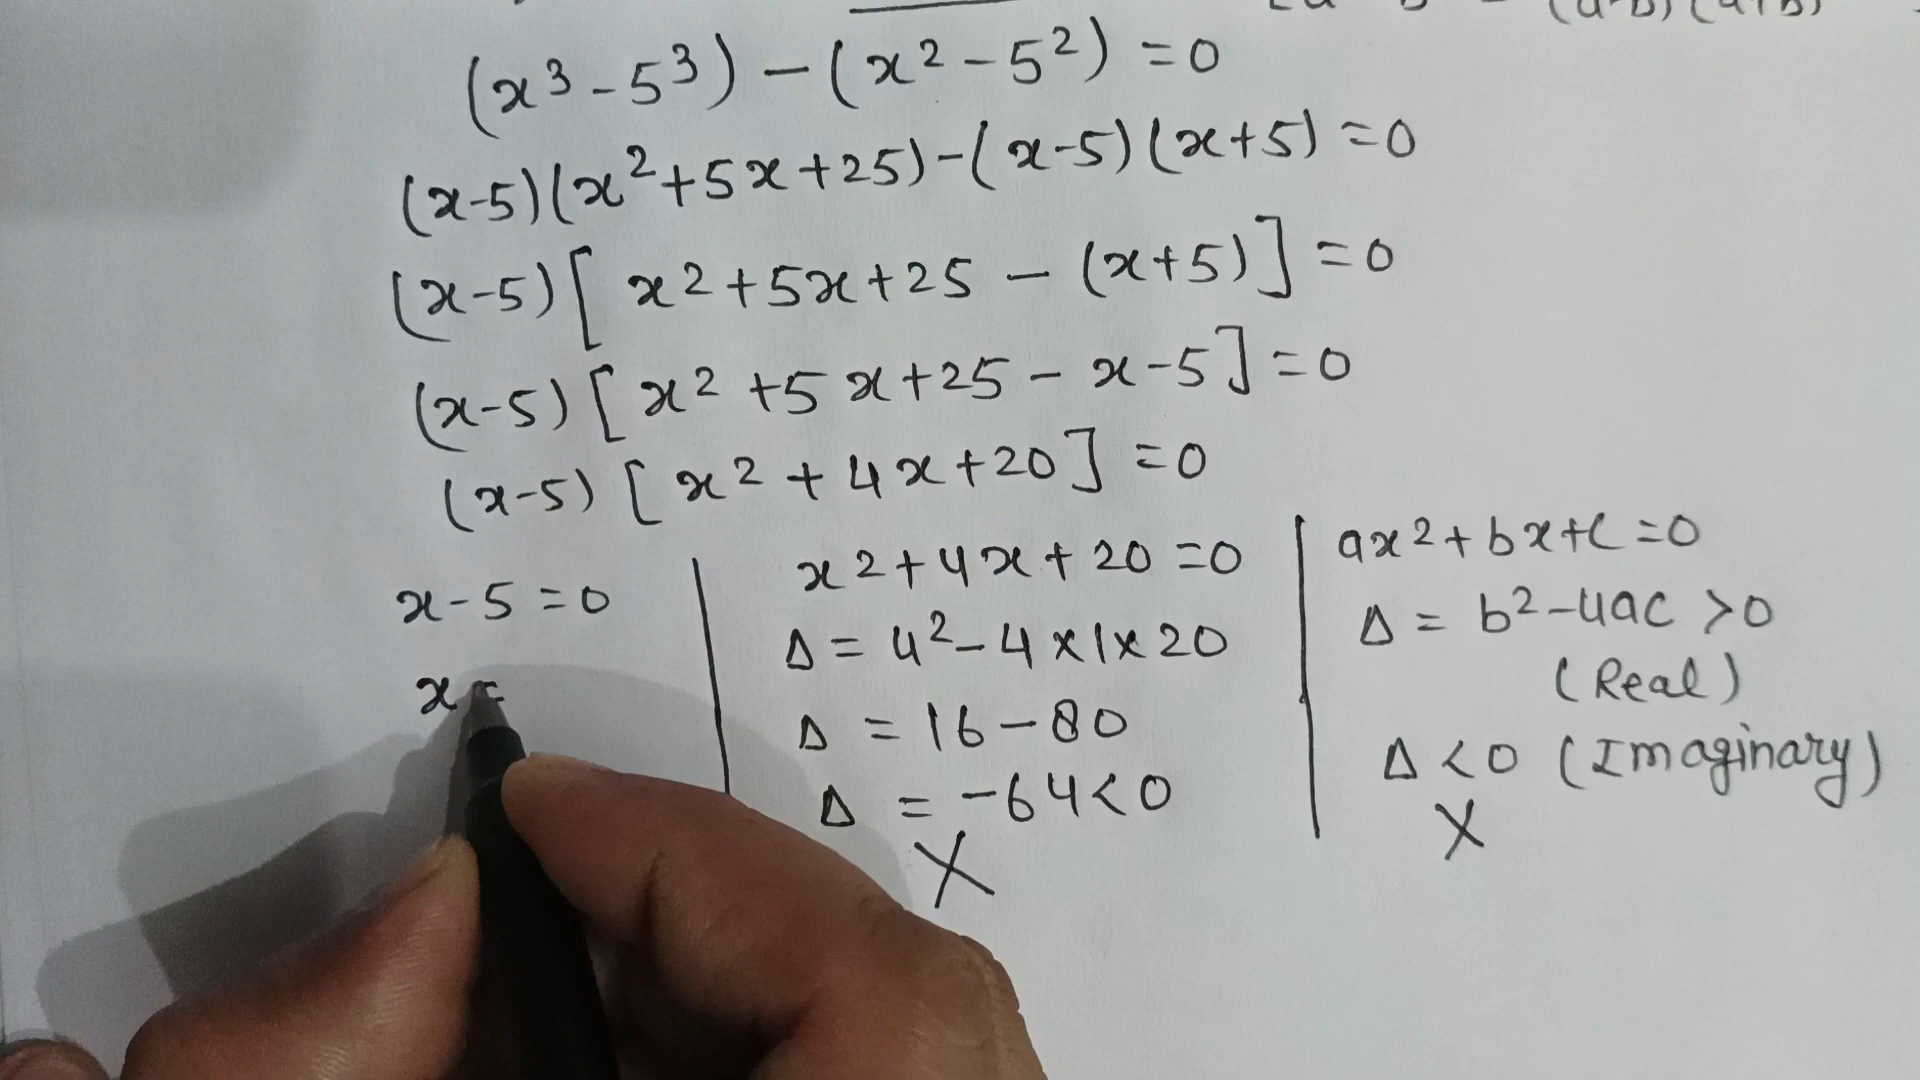 (x³-5³)-(x²-5²)=0
(x-5)(x²+5x+25)-(x-5)(x+5)=0
(x-5)[x²+5x+25-(x+5)]=0
(x-5)[x²+5x+25-x-5]=0
(x-5)[x²+4x+20]=0
x-5=0
x=
x²+4x+20=0
Δ=4²-4×1×20
Δ=16-80
Δ=-64<0
X
ax²+bx+c=0
Δ=b²-4ac>0
(Real)
Δ<0 (Imaginary)
X